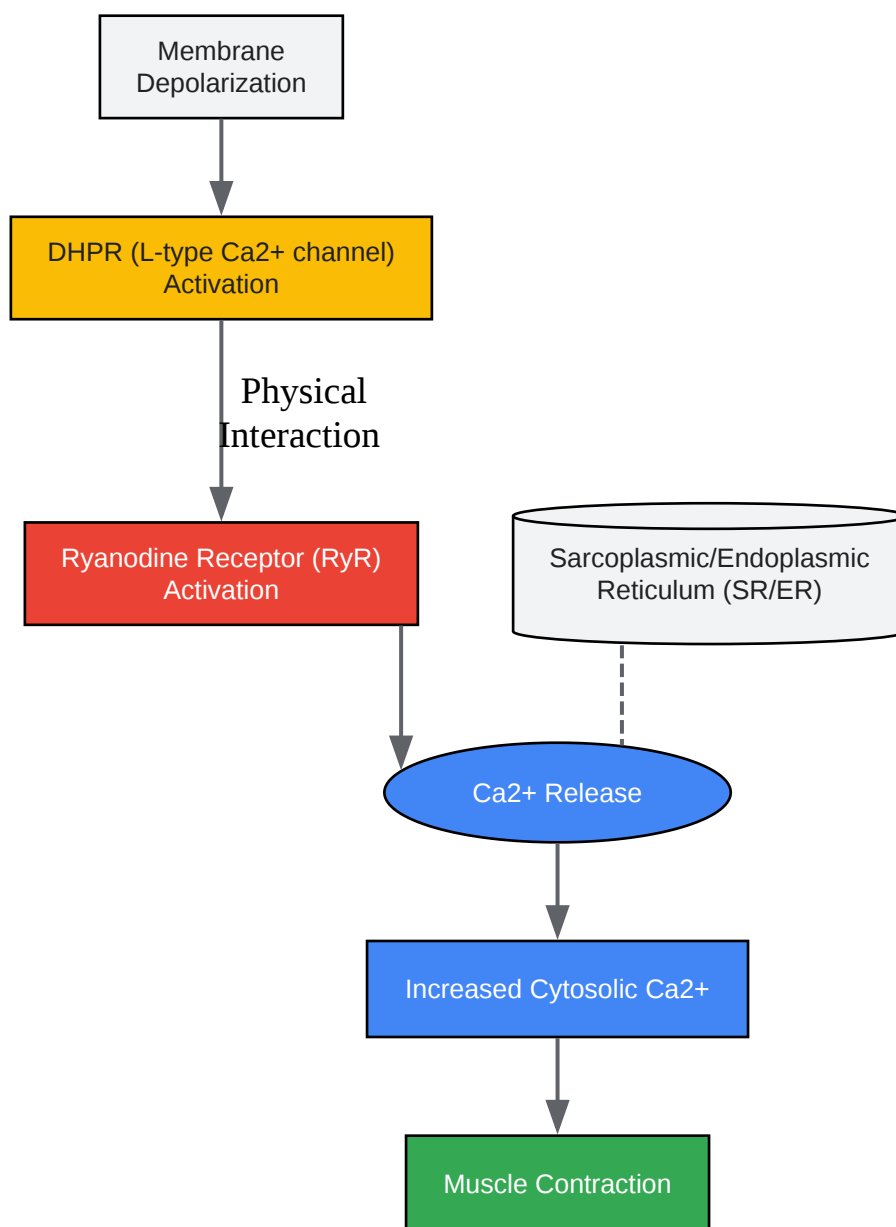 Membrane
Depolarization
DHPR (L-type Ca2+ channel)
Activation
Physical
Interaction
Ryanodine Receptor (RyR)
Activation
Sarcoplasmic/Endoplasmic
Reticulum (SR/ER)
Ca2+ Release
Increased Cytosolic Ca2+
Muscle Contraction